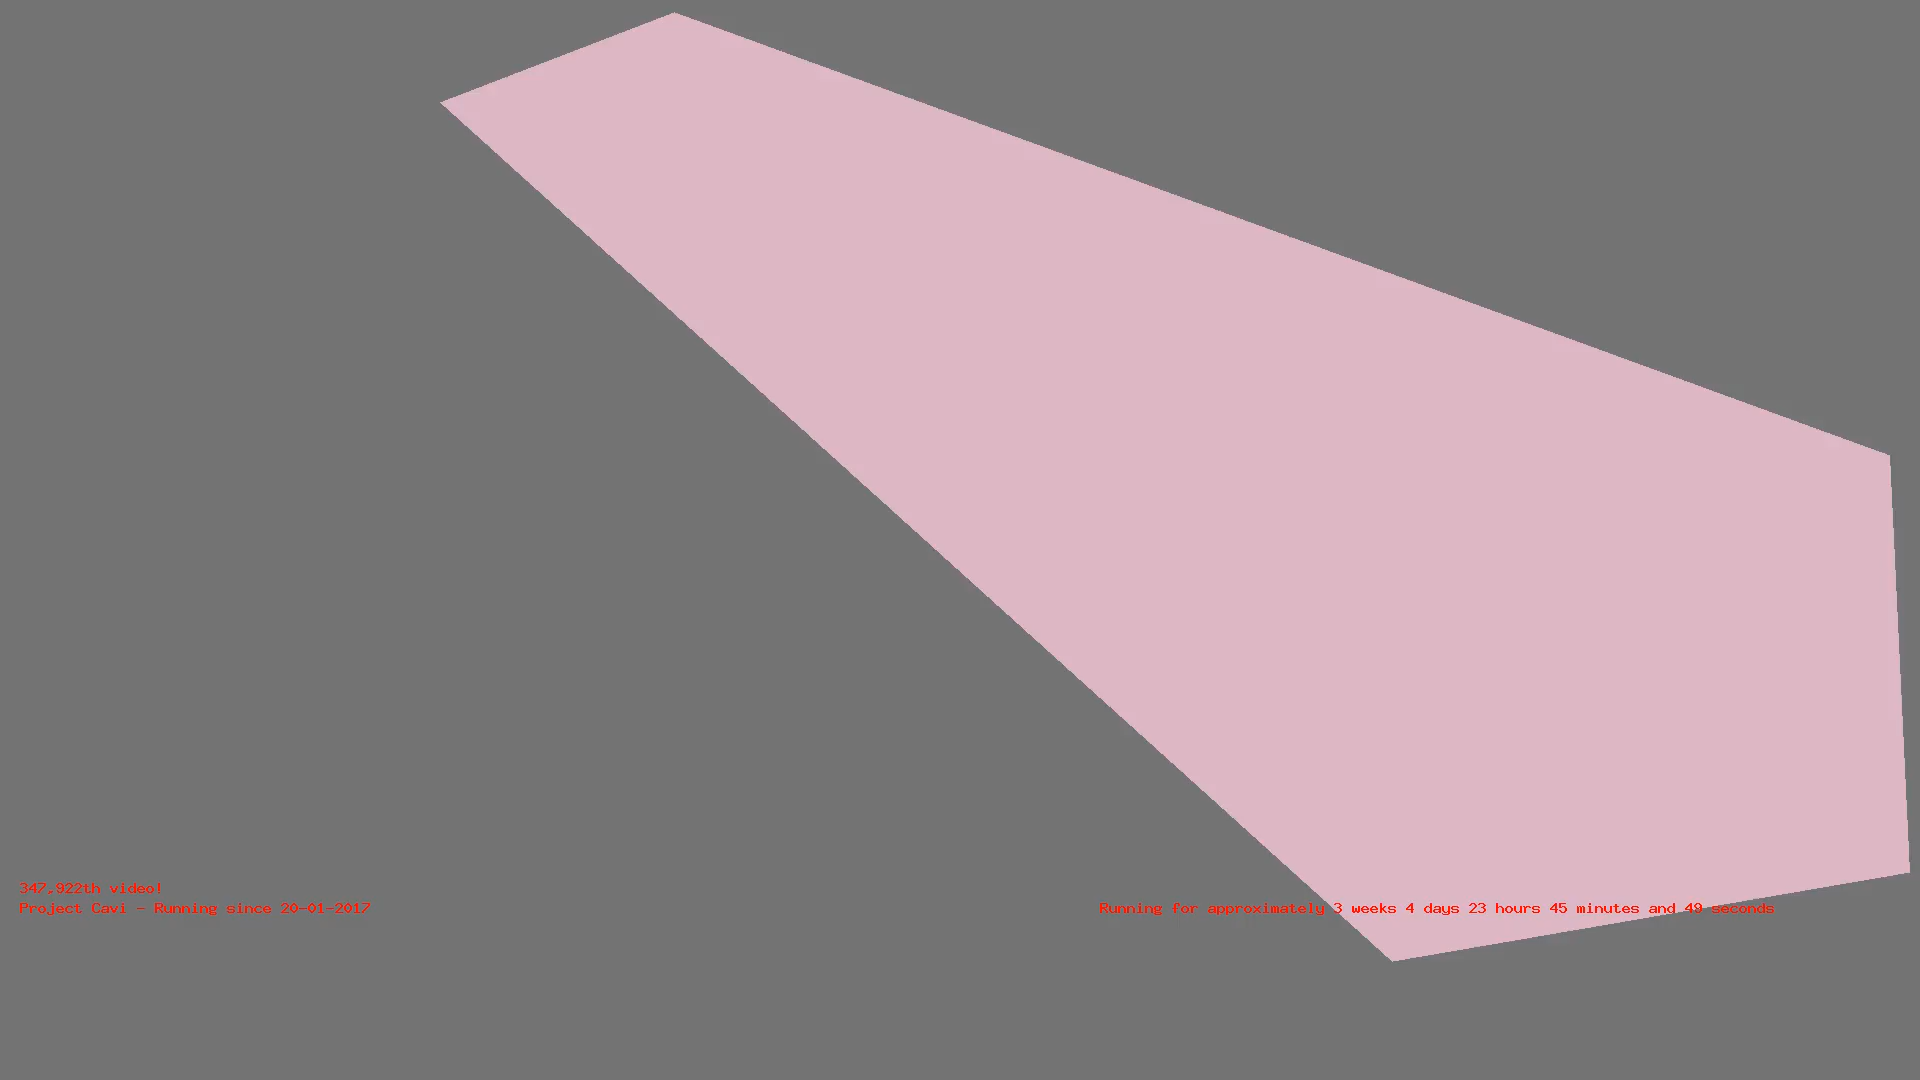 347,922th video!
Project Cavi - Running since 20-01-2017
Running for approximately 3 weeks 4 days 23 hours 45 minutes and 49 seconds